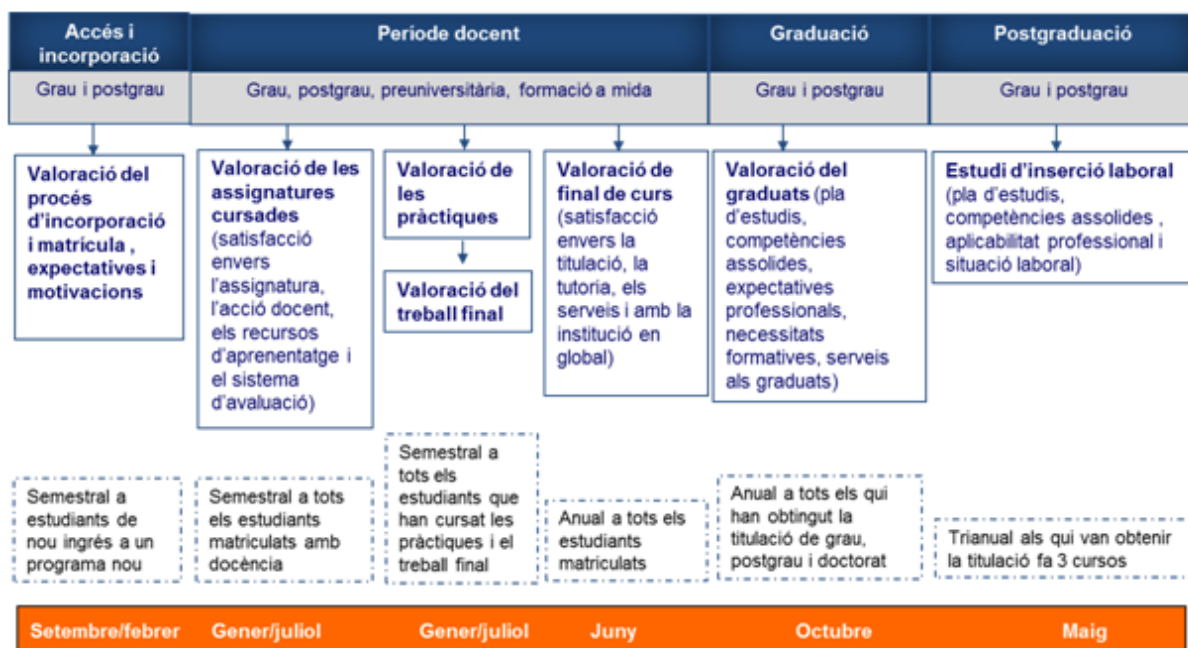 Accés i
incorporació
Període docent
Graduació
Postgraduació
Grau i postgrau
Grau, postgrau, preuniversitària, formació a mida
Grau i postgrau
Grau i postgrau
Valoració del
procés
d'incorporació
i matrícula ,
expectatives i
motivacions
Valoració de les
assignatures
cursades
(satisfacció
envers
l'assignatura,
l'acció docent,
els recursos
d'aprenentatge i
el sistema
d'avaluació)
Valoració de
les
pràctiques
Valoració del
treball final
Valoració de
final de curs
(satisfacció
envers la
titulació, la
tutoria, els
serveis i amb la
institució en
global)
Valoració del
graduats (pla
d'estudis,
competències
assolides,
expectatives
professionals,
necessitats
formatives, serveis
als graduats)
Estudi d'inserció laboral
(pla d'estudis,
competències assolides ,
aplicabilitat professional i
situació laboral)
Semestral a
estudiants de
nou ingrés a un
programa nou
Semestral a tots
els estudiants
matriculats amb
docència
Semestral a
tots els
estudiants que
han cursat les
pràctiques i el
treball final
Anual a tots els
estudiants
matriculats
Anual a tots els qui
han obtingut la
titulació de grau,
postgrau i doctorat
Trianual als qui van obtenir
la titulació fa 3 cursos
Setembre/febrer
Gener/juliol
Gener/juliol
Juny
Octubre
Maig